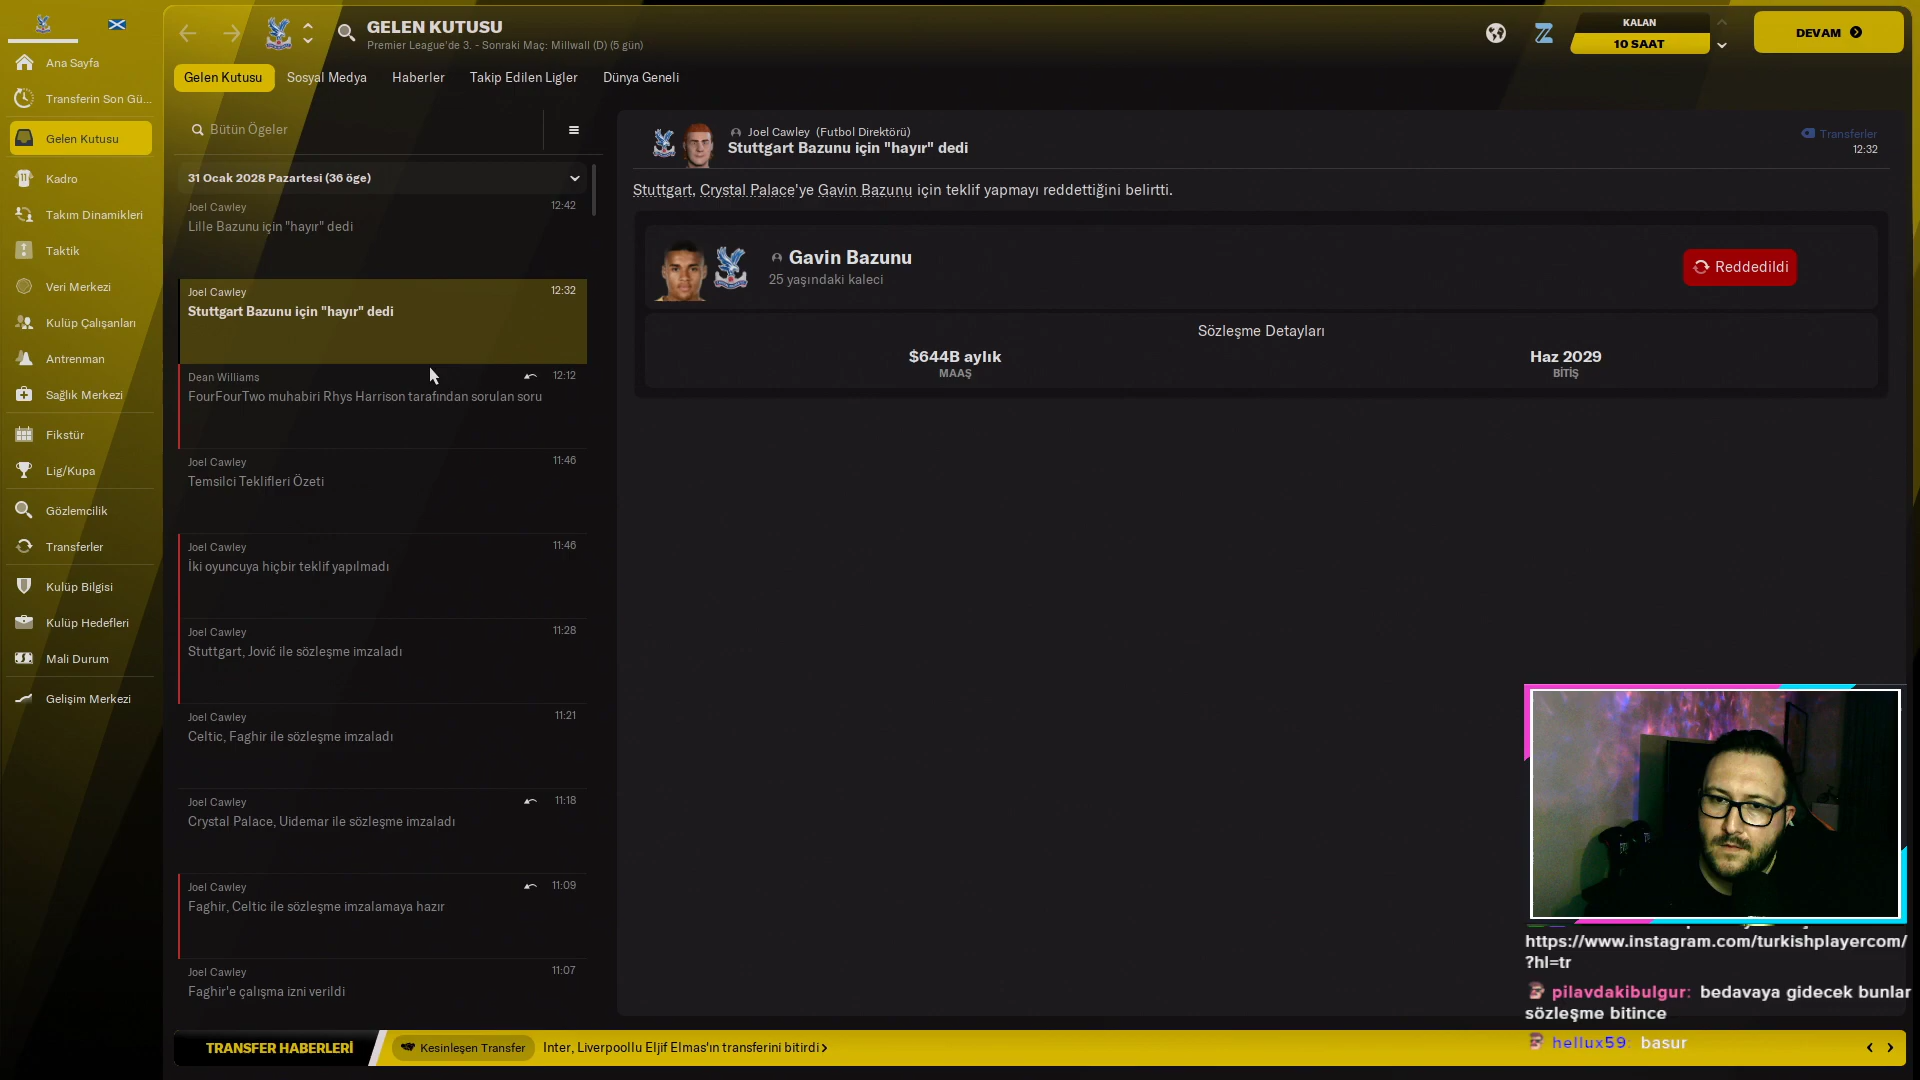 GELEN KUTUSU
Premier League'de 3. - Sonraki Maç: Millwall (D) (5 gün)
KALAN
10 SAAT
DEVAM
Ana Sayfa
Transferin Son Gü...
Gelen Kutusu
Kadro
Takım Dinamikleri
Taktik
Veri Merkezi
Kulüp Çalışanları
Antrenman
Sağlık Merkezi
Fikstür
Lig/Kupa
Gözlemcilik
Transferler
Kulüp Bilgisi
Kulüp Hedefleri
Mali Durum
Gelişim Merkezi
Gelen Kutusu
Sosyal Medya
Haberler
Takip Edilen Ligler
Dünya Geneli
Bütün Ögeler
31 Ocak 2028 Pazartesi (36 öge)
Joel Cawley 12:42
Lille Bazunu için "hayır" dedi
Joel Cawley 12:32
Stuttgart Bazunu için "hayır" dedi
Dean Williams 12:12
FourFourTwo muhabiri Rhys Harrison tarafından sorulan soru
Joel Cawley 11:46
Temsilci Teklifleri Özeti
Joel Cawley 11:46
İki oyuncuya hiçbir teklif yapılmadı
Joel Cawley 11:28
Stuttgart, Jović ile sözleşme imzaladı
Joel Cawley 11:21
Celtic, Faghir ile sözleşme imzaladı
Joel Cawley 11:18
Crystal Palace, Uidemar ile sözleşme imzaladı
Joel Cawley 11:09
Faghir, Celtic ile sözleşme imzalamaya hazır
Joel Cawley 11:07
Faghir'e çalışma izni verildi
Joel Cawley (Futbol Direktörü)
Stuttgart Bazunu için "hayır" dedi
Transferler
12:32
Stuttgart, Crystal Palace'ye Gavin Bazunu için teklif yapmayı reddettiğini belirtti.
Gavin Bazunu
25 yaşındaki kaleci
Reddedildi
Sözleşme Detayları
$644B aylık
MAAŞ
Haz 2029
BİTİŞ
https://www.instagram.com/turkishplayercom/
?hl=tr
pilavdakibulgur: bedavaya gidecek bunlar
sözleşme bitince
hellux59: basur
TRANSFER HABERLERİ
Kesinleşen Transfer
Inter, Liverpoollu Eljif Elmas'ın transferini bitirdi